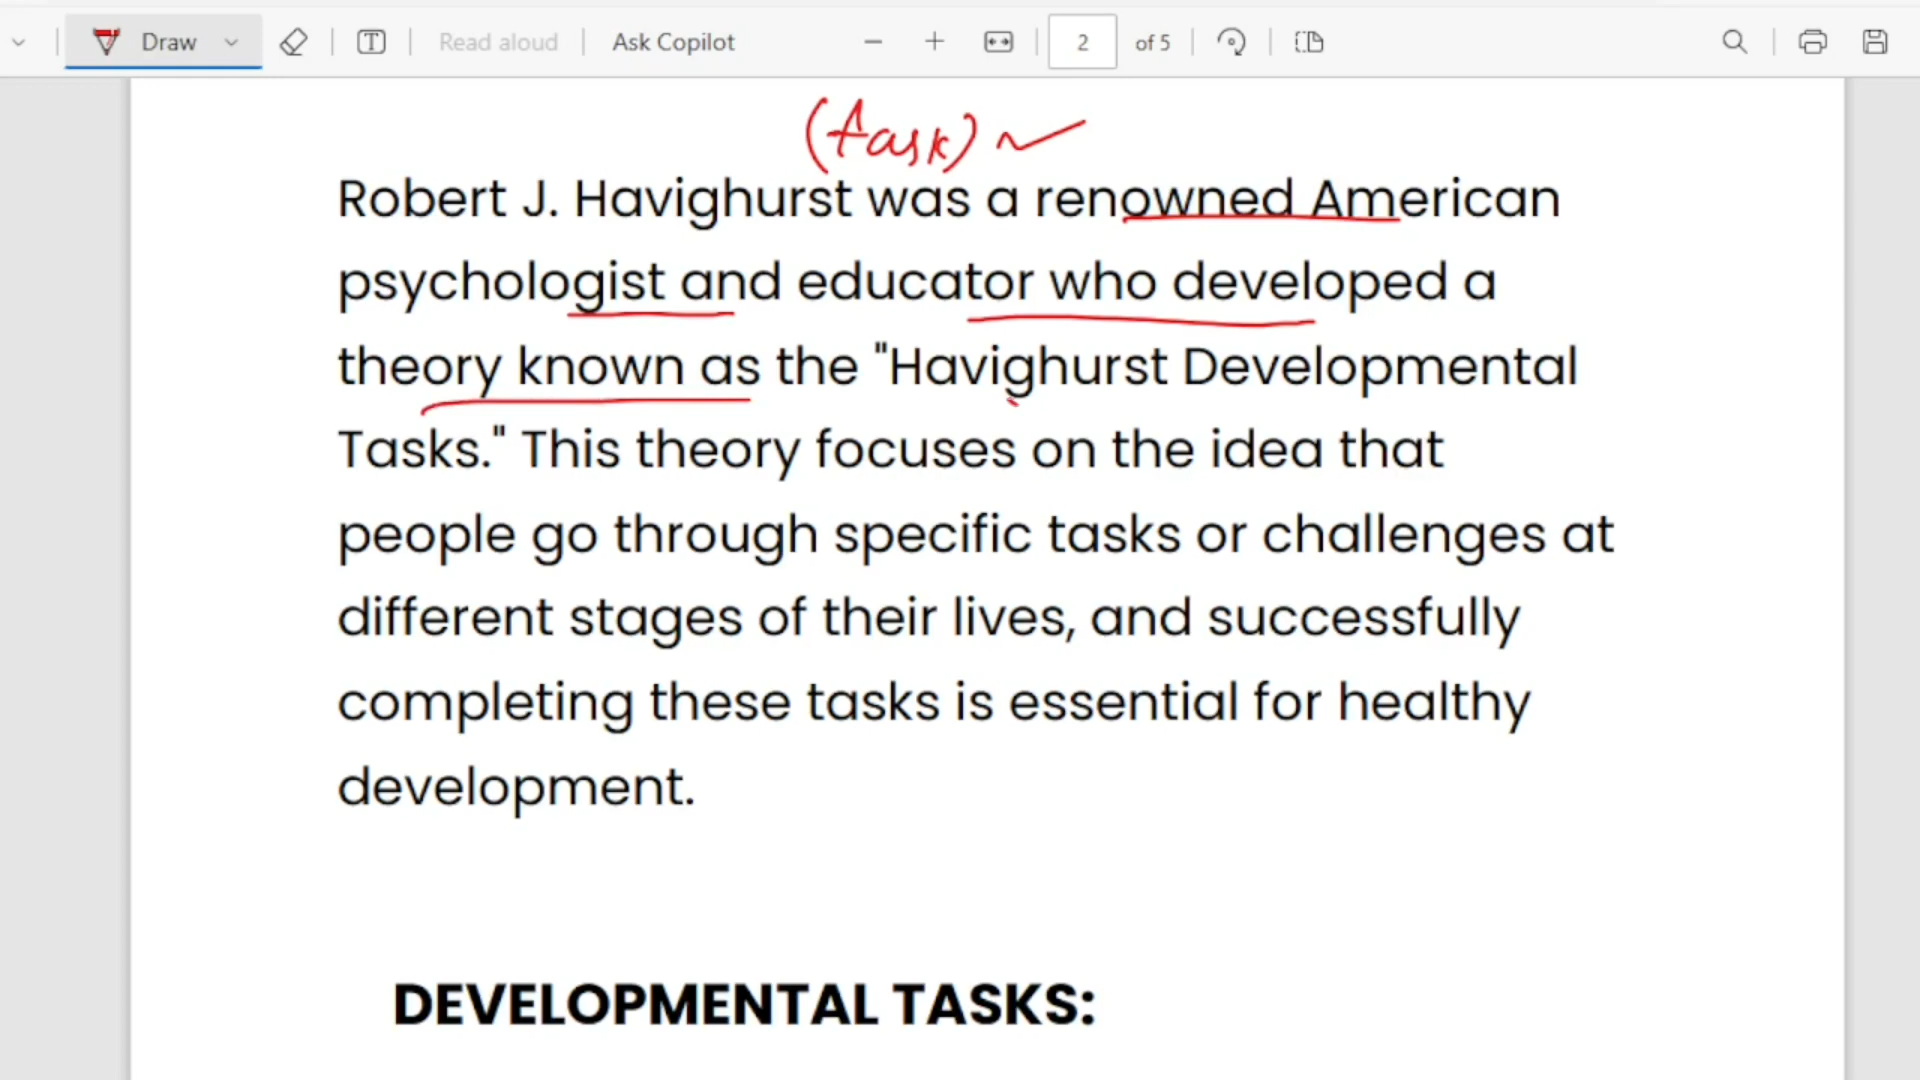 Draw
Read aloud
Ask Copilot
2
of 5
(task)
Robert J. Havighurst was a renowned American
psychologist and educator who developed a
theory known as the "Havighurst Developmental
Tasks." This theory focuses on the idea that
people go through specific tasks or challenges at
different stages of their lives, and successfully
completing these tasks is essential for healthy
development.
DEVELOPMENTAL TASKS: